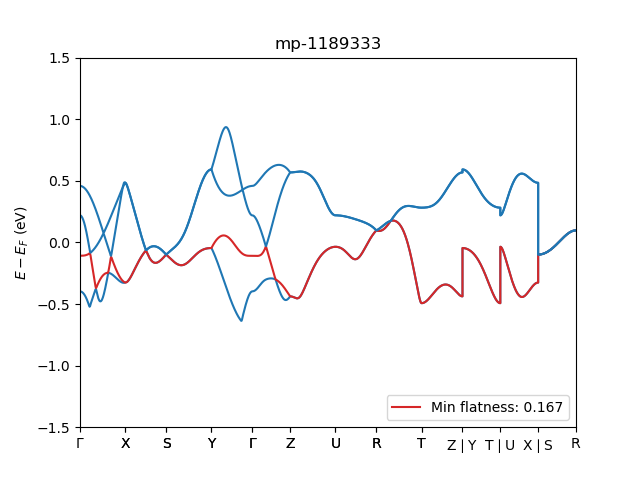 mp-1189333
1.5
1.0
0.5
0.0
−0.5
−1.0
−1.5
E − E_F (eV)
Min flatness: 0.167
Γ X S Y Γ Z U R T Z | Y T | U X | S R